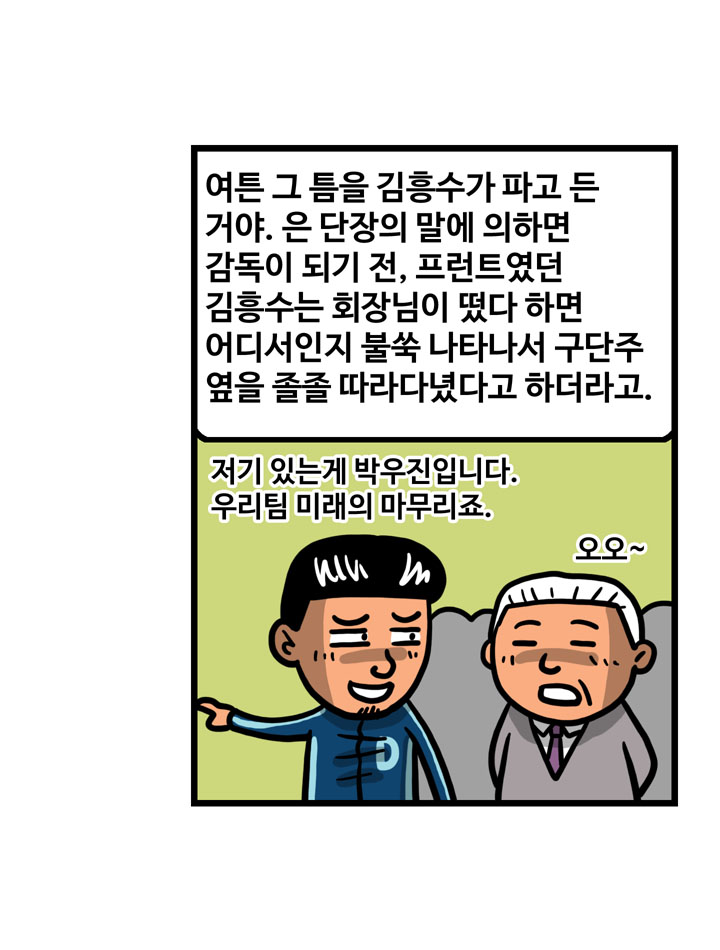 여튼 그 틈을 김흥수가 파고 든
거야. 은 단장의 말에 의하면
감독이 되기 전, 프런트였던
김흥수는 회장님이 떴다 하면
어디서인지 불쑥 나타나서 구단주
옆을 졸졸 따라다녔다고 하더라고.
저기 있는게 박우진입니다.
우리팀 미래의 마무리죠.
오오~
D